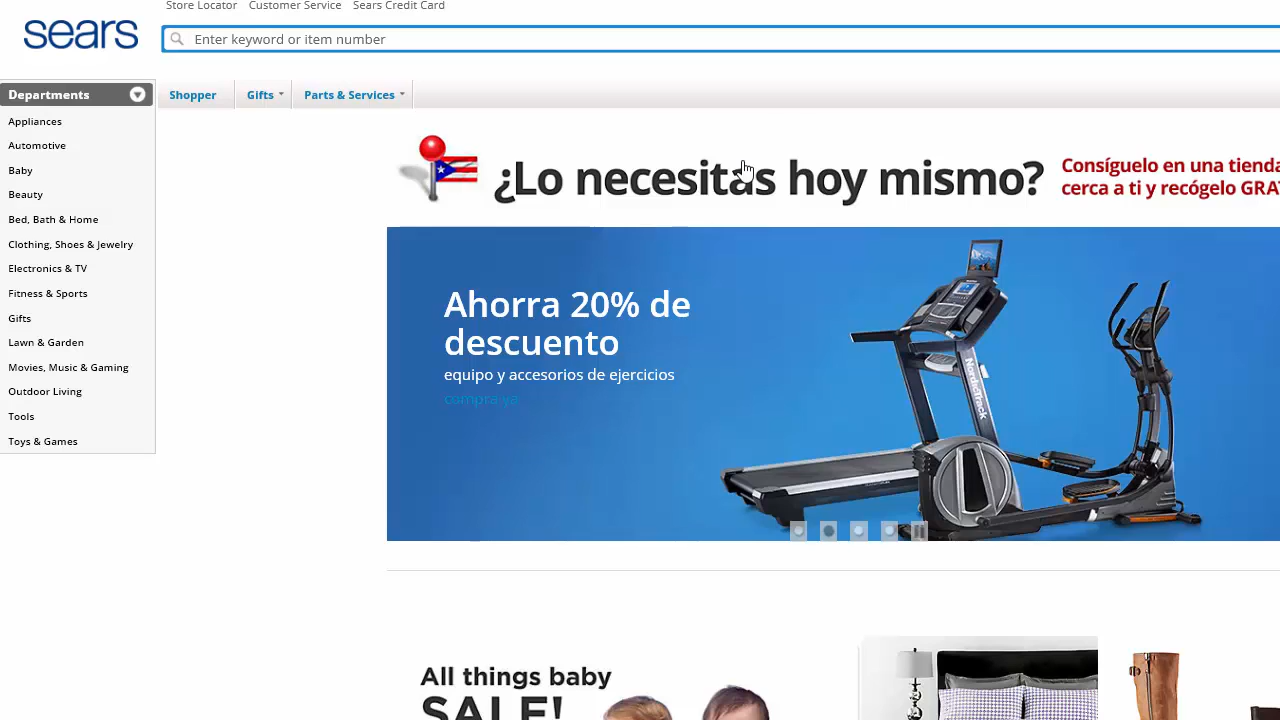 Store Locator Customer Service Sears Credit Card
sears
Enter keyword or item number
Departments
Shopper Gifts Parts & Services
Appliances
Automotive
Baby
Beauty
Bed, Bath & Home
Clothing, Shoes & Jewelry
Electronics & TV
Fitness & Sports
Gifts
Lawn & Garden
Movies, Music & Gaming
Outdoor Living
Tools
Toys & Games
¿Lo necesitas hoy mismo?
Consíguelo en una tienda
cerca a ti y recógelo GRA
Ahorra 20% de
descuento
equipo y accesorios de ejercicios
compra ya
NordicTrack
All things baby
SALE!